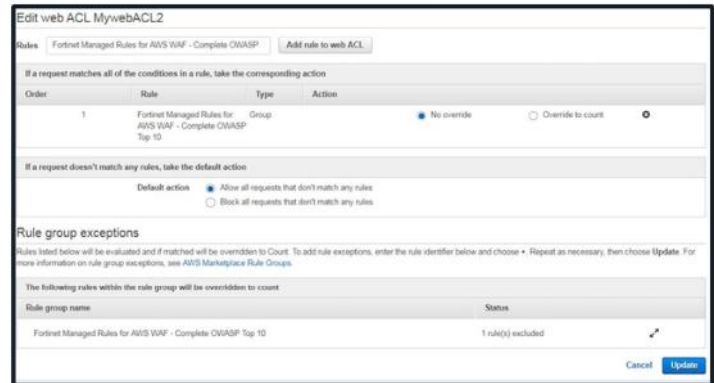 Edit web ACL MywebACL2
Rules Fortinet Managed Rules for AWS WAF - Complete OWASP Add rule to web ACL
If a request matches all of the conditions in a rule, take the corresponding action
Order Rule Type Action
1 Fortinet Managed Rules for Group No override Override to count
AWS WAF - Complete OWASP
Top 10
If a request doesn't match any rules, take the default action
Default action Allow all requests that don't match any rules
Block all requests that don't match any rules
Rule group exceptions
Rules listed below will be evaluated and if matched will be overridden to Count. To add rule exceptions, enter the rule identifier below and choose +. Repeat as necessary, then choose Update. For
more information on rule group exceptions, see AWS Marketplace Rule Groups.
The following rules within the rule group will be overridden to count
Rule group name Status
Fortinet Managed Rules for AWS WAF - Complete OWASP Top 10 1 rule(s) excluded
Cancel Update